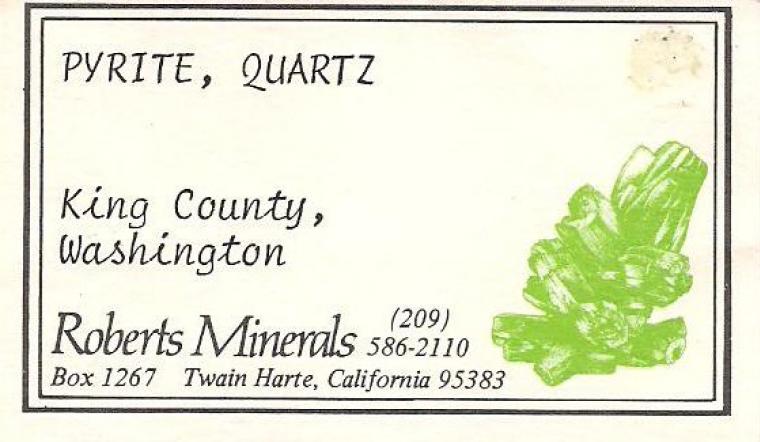 PYRITE, QUARTZ
King County,
Washington
Roberts Minerals (209) 586-2110
Box 1267 Twain Harte, California 95383